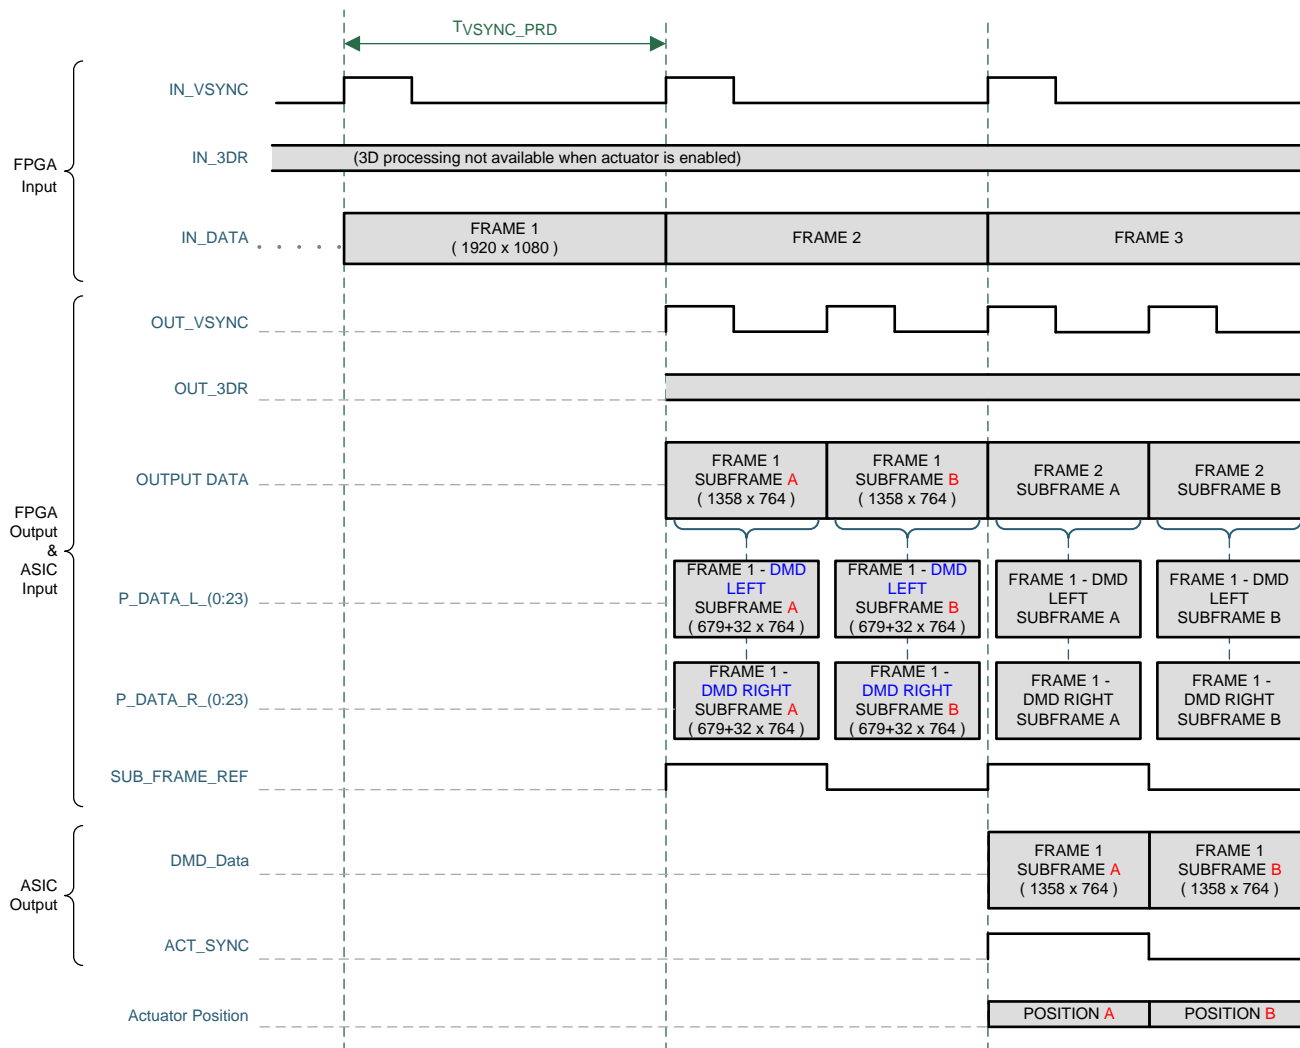 TVSYNC_PRD
FPGA
Input
IN_VSYNC
IN_3DR
(3D processing not available when actuator is enabled)
IN_DATA
FRAME 1
( 1920 x 1080 )
FRAME 2
FRAME 3
FPGA
Output
&
ASIC
Input
OUT_VSYNC
OUT_3DR
OUTPUT DATA
FRAME 1
SUBFRAME A
( 1358 x 764 )
FRAME 1
SUBFRAME B
( 1358 x 764 )
FRAME 2
SUBFRAME A
FRAME 2
SUBFRAME B
P_DATA_L_(0:23)
FRAME 1 - DMD
LEFT
SUBFRAME A
( 679+32 x 764 )
FRAME 1 - DMD
LEFT
SUBFRAME B
( 679+32 x 764 )
FRAME 1 - DMD
LEFT
SUBFRAME A
FRAME 1 - DMD
LEFT
SUBFRAME B
P_DATA_R_(0:23)
FRAME 1 -
DMD RIGHT
SUBFRAME A
( 679+32 x 764 )
FRAME 1 -
DMD RIGHT
SUBFRAME B
( 679+32 x 764 )
FRAME 1 -
DMD RIGHT
SUBFRAME A
FRAME 1 -
DMD RIGHT
SUBFRAME B
SUB_FRAME_REF
ASIC
Output
DMD_Data
FRAME 1
SUBFRAME A
( 1358 x 764 )
FRAME 1
SUBFRAME B
( 1358 x 764 )
ACT_SYNC
Actuator Position
POSITION A
POSITION B